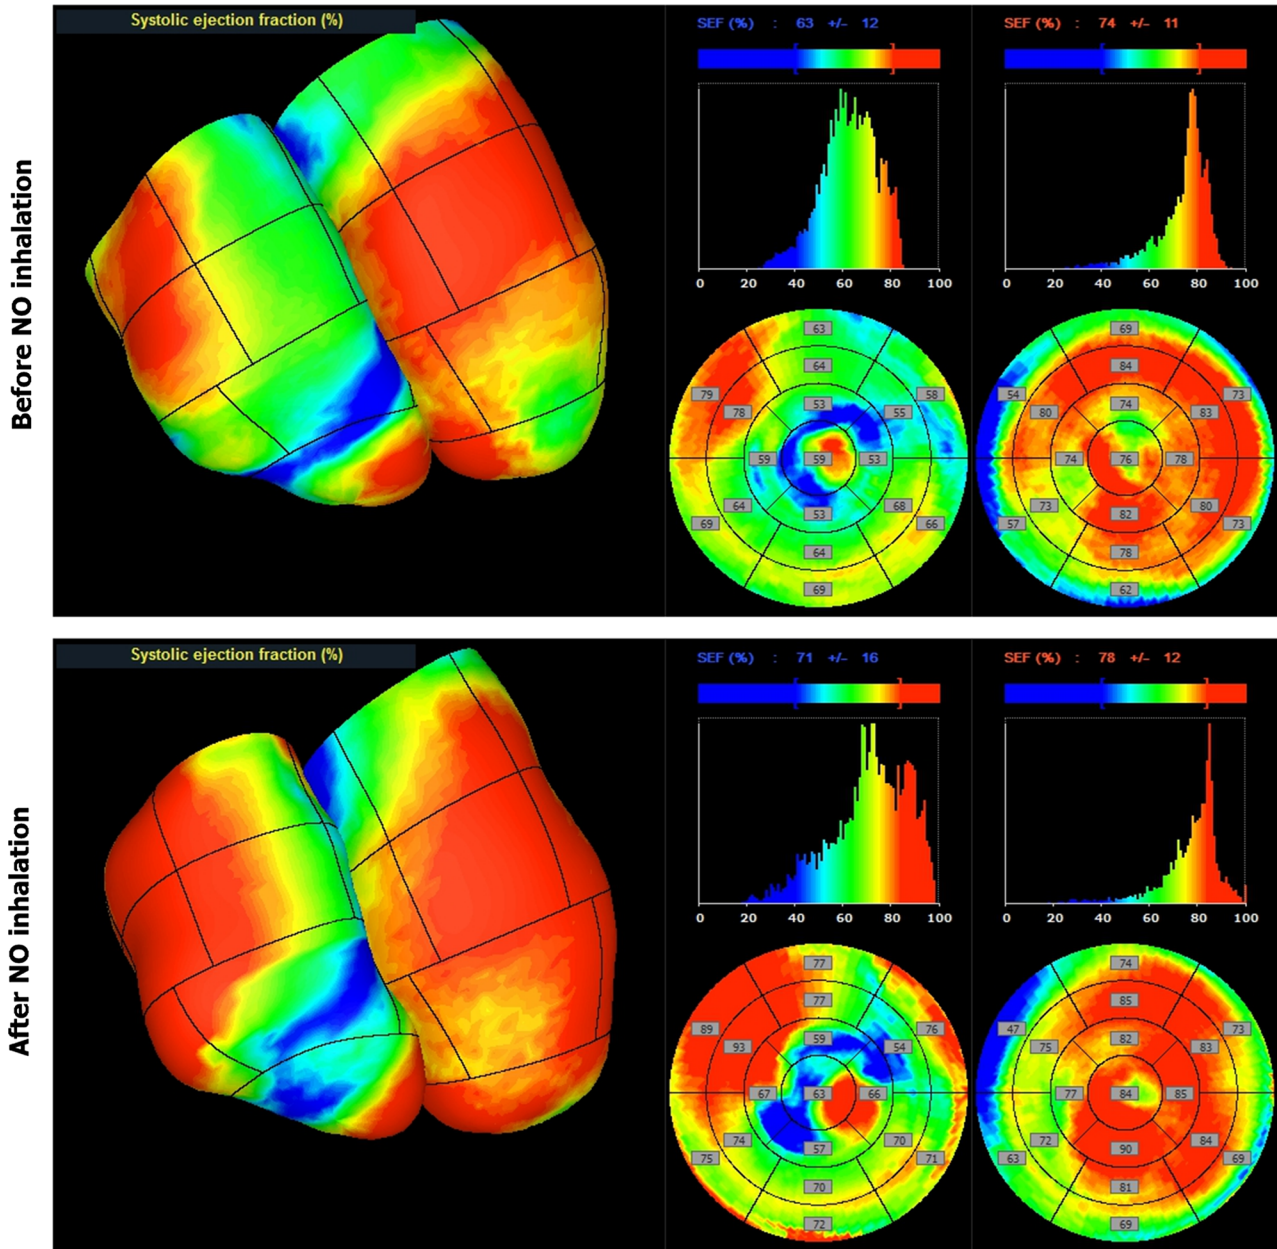 Before NO inhalation
Systolic ejection fraction (%)
SEF (%) : 63 +/- 12
0 20 40 60 80 100
63
64
79 58
78 53 55
59 59 53
64 68
69 53 66
64
69
SEF (%) : 74 +/- 11
0 20 40 60 80 100
69
84
54 73
80 74 83
74 76 78
73 80
57 82 73
78
62
After NO inhalation
Systolic ejection fraction (%)
SEF (%) : 71 +/- 16
0 20 40 60 80 100
77
77
89 76
93 59 54
67 63 66
74 70
75 57 71
70
72
SEF (%) : 78 +/- 12
0 20 40 60 80 100
74
85
47 73
75 82 83
77 84 85
72 84
63 90 69
81
69